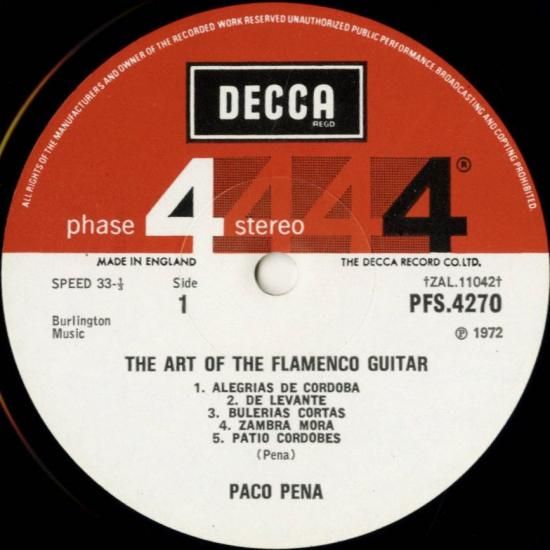 ALL RIGHTS OF THE MANUFACTURERS AND OWNER OF THE RECORDED WORK RESERVED UNAUTHORIZED PUBLIC PERFORMANCE BROADCASTING AND COPYING PROHIBITED.
DECCA
REGD
phase 4 stereo 4 4 4 ®
MADE IN ENGLAND THE DECCA RECORD CO. LTD.
SPEED 33-⅓ Side †ZAL.11042†
1 PFS.4270
Burlington ℗ 1972
Music
THE ART OF THE FLAMENCO GUITAR
1. ALEGRIAS DE CORDOBA
2. DE LEVANTE
3. BULERIAS CORTAS
4. ZAMBRA MORA
5. PATIO CORDOBES
(Pena)
PACO PENA